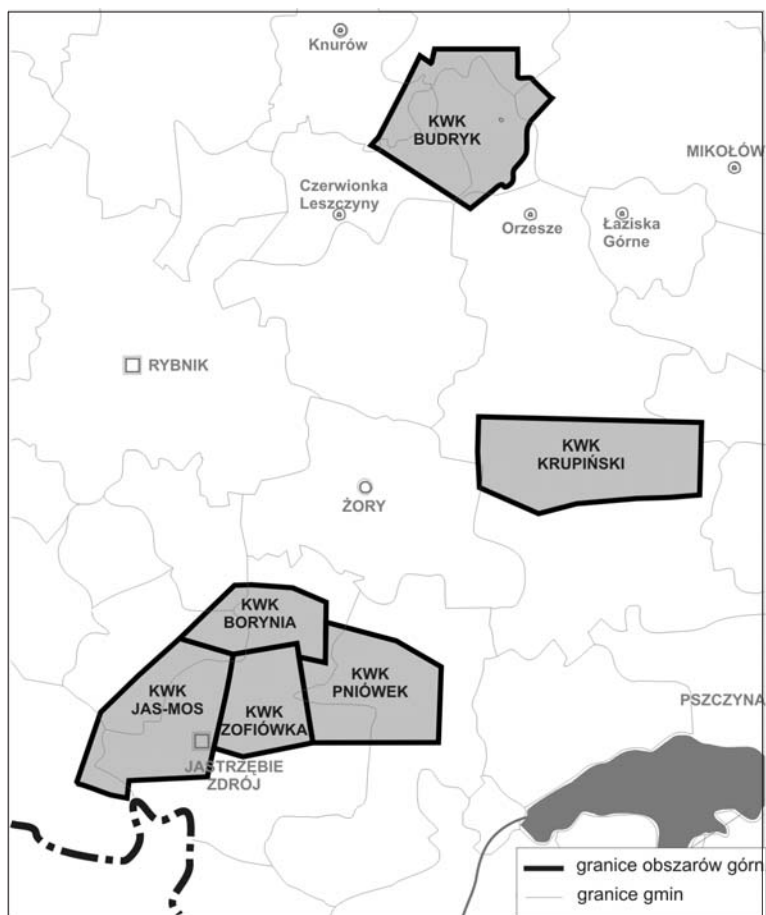 Knurów
KWK
BUDRYK
MIKOŁÓW
Czerwionka
Leszczyny
Orzesze
Łaziska
Górne
RYBNIK
KWK
KRUPIŃSKI
ŻORY
KWK
BORYNIA
KWK
JAS-MOS
KWK
ZOFIÓWKA
KWK
PNIÓWEK
PSZCZYNA
JASTRZĘBIE
ZDRÓJ
granice obszarów górn
granice gmin